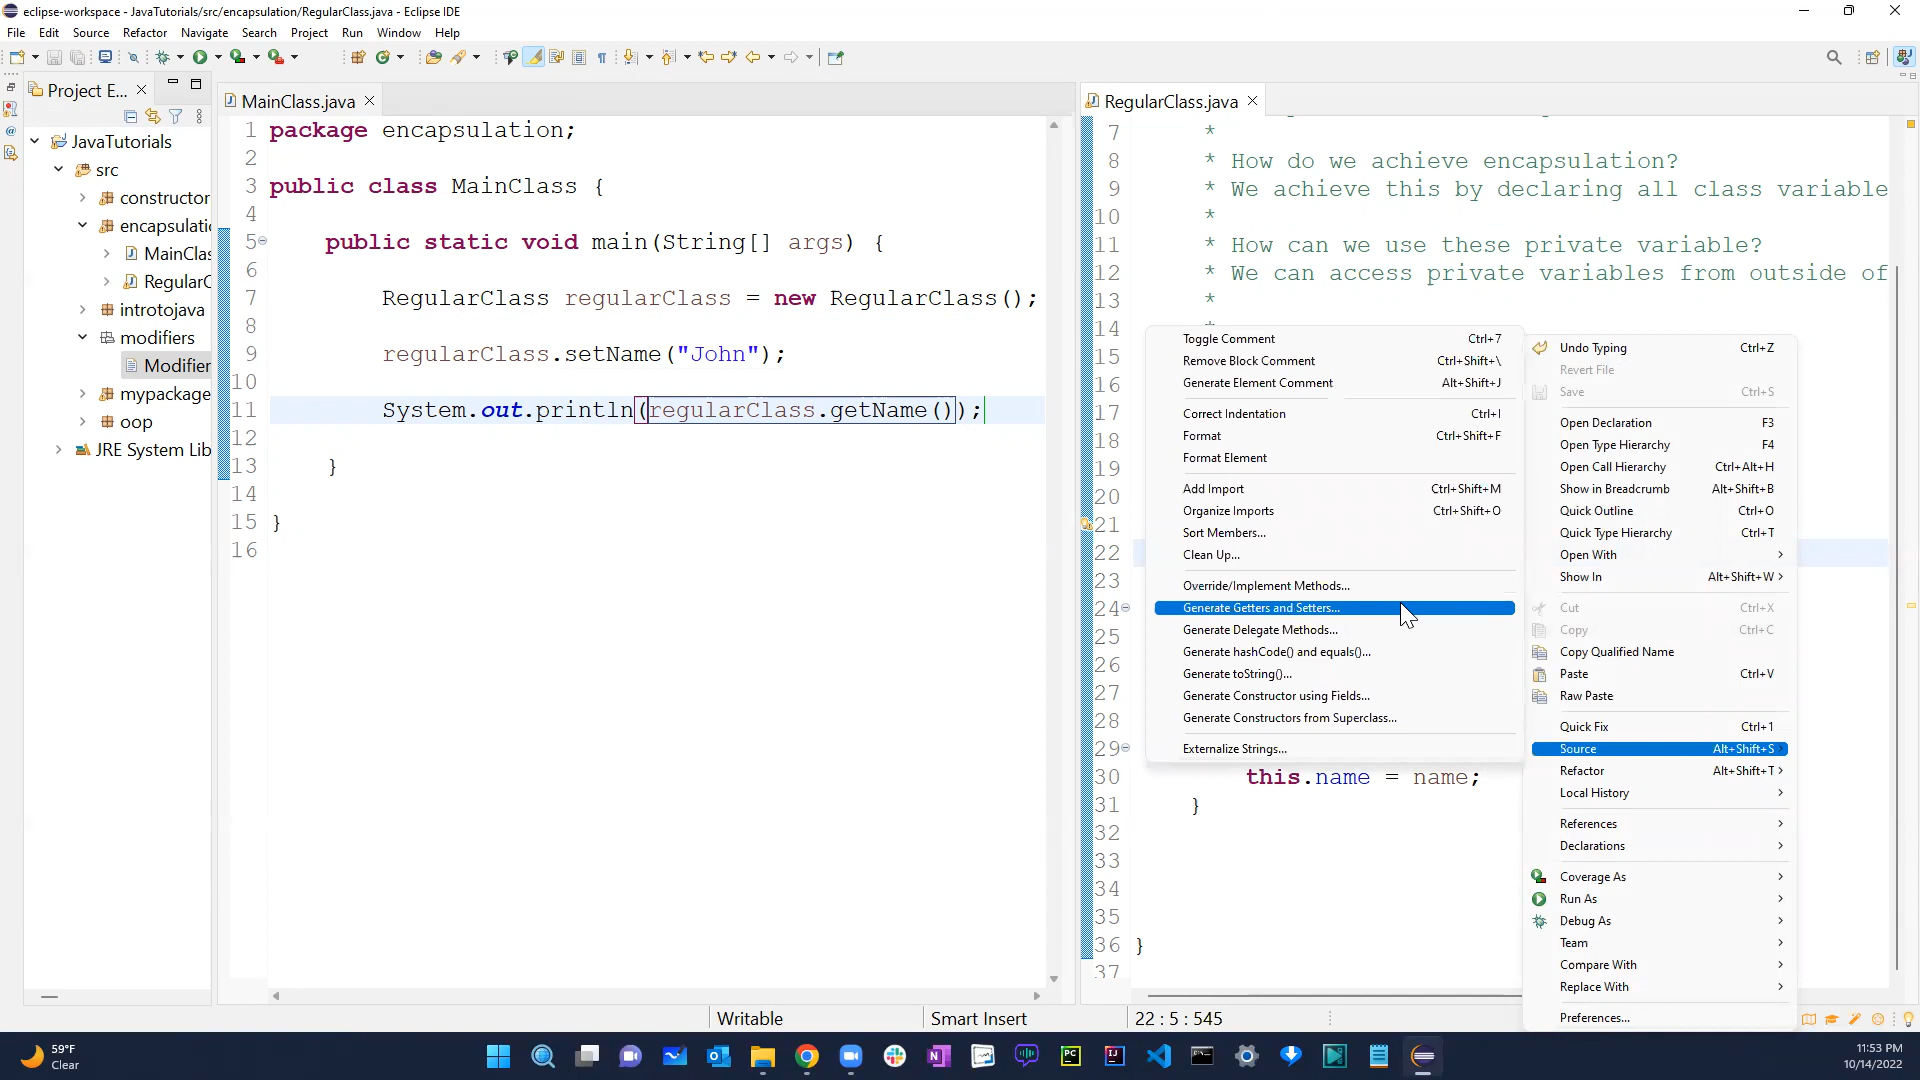 eclipse-workspace - JavaTutorials/src/encapsulation/RegularClass.java - Eclipse IDE
File Edit Source Refactor Navigate Search Project Run Window Help
Project E...
JavaTutorials
src
constructor
encapsulatio
MainClas
RegularC
introtojava
modifiers
Modifier
mypackage
oop
JRE System Lib
MainClass.java
1 package encapsulation;
2
3 public class MainClass {
4
5 public static void main(String[] args) {
6
7 RegularClass regularClass = new RegularClass();
8
9 regularClass.setName("John");
10
11 System.out.println(regularClass.getName());
12
13 }
14
15 }
16
RegularClass.java
7 *
8 * How do we achieve encapsulation?
9 * We achieve this by declaring all class variable
10 *
11 * How can we use these private variable?
12 * We can access private variables from outside of
13 *
14 *
15
16
17
18
19
20
21
22
23
24
25
26
27
28
29
30 this.name = name;
31 }
32
33
34
35
36 }
37
Toggle Comment Ctrl+7
Remove Block Comment Ctrl+Shift+\
Generate Element Comment Alt+Shift+J
Correct Indentation Ctrl+I
Format Ctrl+Shift+F
Format Element
Add Import Ctrl+Shift+M
Organize Imports Ctrl+Shift+O
Sort Members...
Clean Up...
Override/Implement Methods...
Generate Getters and Setters...
Generate Delegate Methods...
Generate hashCode() and equals()...
Generate toString()...
Generate Constructor using Fields...
Generate Constructors from Superclass...
Externalize Strings...
Undo Typing Ctrl+Z
Revert File
Save Ctrl+S
Open Declaration F3
Open Type Hierarchy F4
Open Call Hierarchy Ctrl+Alt+H
Show in Breadcrumb Alt+Shift+B
Quick Outline Ctrl+O
Quick Type Hierarchy Ctrl+T
Open With
Show In Alt+Shift+W
Cut Ctrl+X
Copy Ctrl+C
Copy Qualified Name
Paste Ctrl+V
Raw Paste
Quick Fix Ctrl+1
Source Alt+Shift+S
Refactor Alt+Shift+T
Local History
References
Declarations
Coverage As
Run As
Debug As
Team
Compare With
Replace With
Preferences...
Writable Smart Insert 22 : 5 : 545
59°F
Clear
11:53 PM
10/14/2022